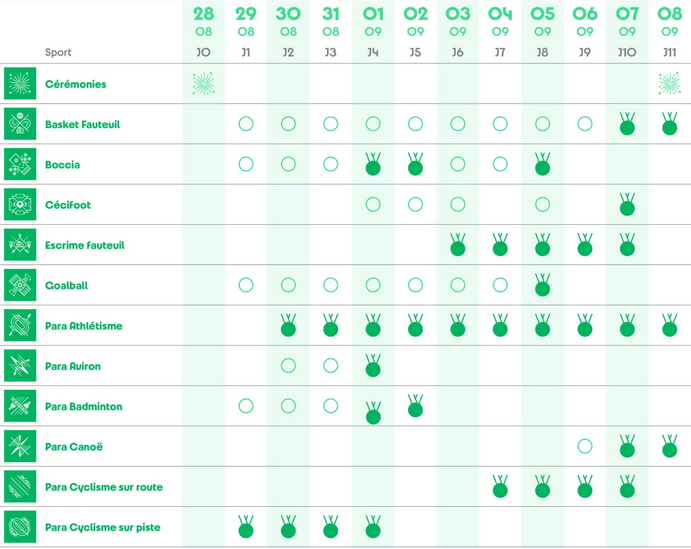 28 29 30 31 01 02 03 04 05 06 07 08
08 08 08 08 09 09 09 09 09 09 09 09
Sport J0 J1 J2 J3 J4 J5 J6 J7 J8 J9 J10 J11
Cérémonies
Basket Fauteuil
Boccia
Cécifoot
Escrime fauteuil
Goalball
Para Athlétisme
Para Aviron
Para Badminton
Para Canoë
Para Cyclisme sur route
Para Cyclisme sur piste